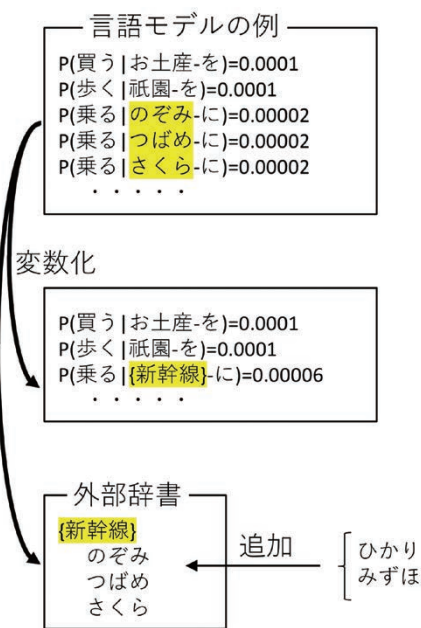 言語モデルの例
P(買う|お土産-を)=0.0001
P(歩く|祇園-を)=0.0001
P(乗る|のぞみ-に)=0.00002
P(乗る|つばめ-に)=0.00002
P(乗る|さくら-に)=0.00002
・・・・・
変数化
P(買う|お土産-を)=0.0001
P(歩く|祇園-を)=0.0001
P(乗る|{新幹線}-に)=0.00006
・・・・・
外部辞書
{新幹線}
のぞみ
つばめ
さくら
追加
ひかり
みずほ